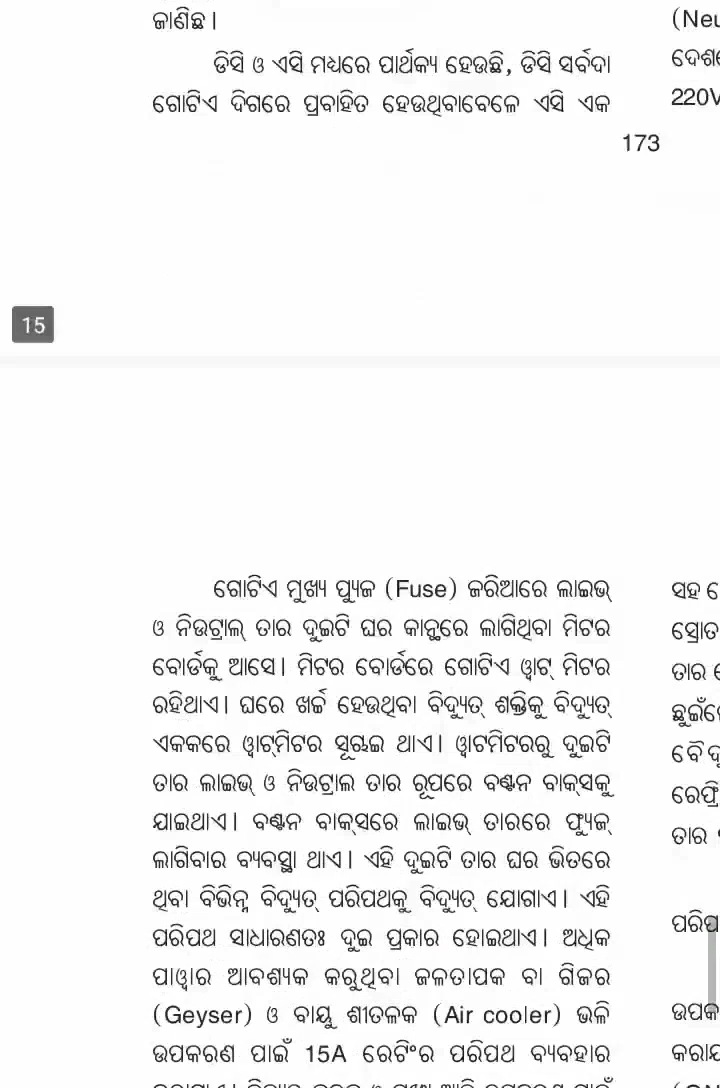 ଜାଣିଛ ।
ଡିସି ଓ ଏସି ମଧ୍ୟରେ ପାର୍ଥକ୍ୟ ହେଉଛି, ଡିସି ସର୍ବଦା
ଗୋଟିଏ ଦିଗରେ ପ୍ରବାହିତ ହେଉଥିବାବେଳେ ଏସି ଏକ
173
(Neu
220V
15
ଗୋଟିଏ ମୁଖ୍ୟ ଫ୍ୟୁଜ (Fuse) ଜରିଆରେ ଲାଇଭ୍
ଓ ନିଉଟ୍ରାଲ୍ ତାର ଦୁଇଟି ଘର କାନ୍ଥରେ ଲାଗିଥିବା ମିଟର
ବୋର୍ଡକୁ ଆସେ। ମିଟର ବୋର୍ଡରେ ଗୋଟିଏ ୱାଟ୍ ମିଟର
ରହିଥାଏ। ଘରେ ଖର୍ଚ୍ଚ ହେଉଥିବା ବିଦ୍ୟୁତ୍ ଶକ୍ତିକୁ ବିଦ୍ୟୁତ୍
ଏକକରେ ୱାଟ୍‌ମିଟର ସୂଚାଇ ଥାଏ। ୱାଟମିଟରରୁ ଦୁଇଟି
ତାର ଲାଇଭ୍ ଓ ନିଉଟ୍ରାଲ ତାର ରୂପରେ ବଣ୍ଟନ ବାକ୍ସକୁ
ଯାଇଥାଏ। ବଣ୍ଟନ ବାକ୍ସରେ ଲାଇଭ୍ ତାରରେ ଫ୍ୟୁଜ୍
ଲାଗିବାର ବ୍ୟବସ୍ଥା ଥାଏ। ଏହି ଦୁଇଟି ତାର ଘର ଭିତରେ
ଥିବା ବିଭିନ୍ନ ବିଦ୍ୟୁତ୍ ପରିପଥକୁ ବିଦ୍ୟୁତ୍ ଯୋଗାଏ। ଏହି
ପରିପଥ ସାଧାରଣତଃ ଦୁଇ ପ୍ରକାର ହୋଇଥାଏ। ଅଧିକ
ପାୱାର ଆବଶ୍ୟକ କରୁଥିବା ଜଳତାପକ ବା ଗିଜର
(Geyser) ଓ ବାୟୁ ଶୀତଳକ (Air cooler) ଭଳି
ଉପକରଣ ପାଇଁ 15A ରେଟିଂର ପରିପଥ ବ୍ୟବହାର
ସହ
ସ୍ରୋତ
ତାର
ତାର